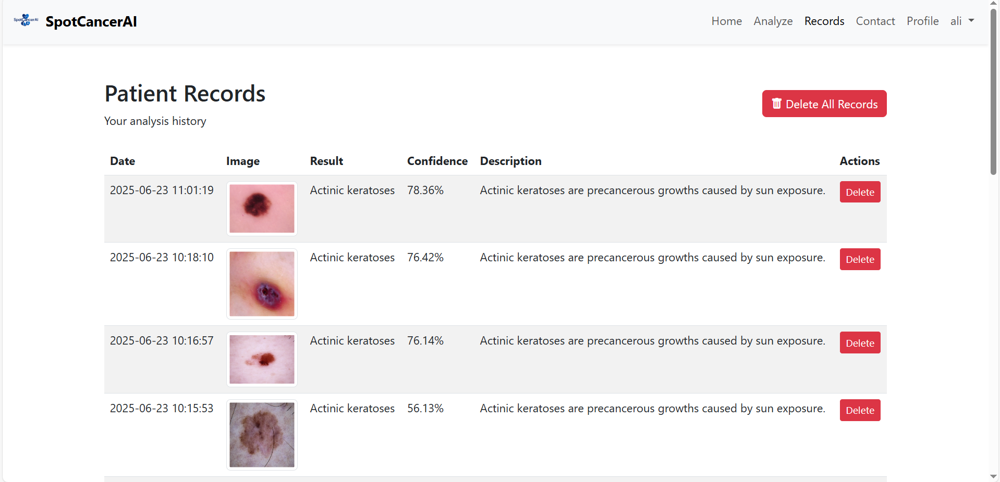 SpotCancerAI
SpotCancerAI
Home Analyze Records Contact Profile ali
Patient Records
Delete All Records
Your analysis history
Date Image Result Confidence Description Actions
2025-06-23 11:01:19 Actinic keratoses 78.36% Actinic keratoses are precancerous growths caused by sun exposure. Delete
2025-06-23 10:18:10 Actinic keratoses 76.42% Actinic keratoses are precancerous growths caused by sun exposure. Delete
2025-06-23 10:16:57 Actinic keratoses 76.14% Actinic keratoses are precancerous growths caused by sun exposure. Delete
2025-06-23 10:15:53 Actinic keratoses 56.13% Actinic keratoses are precancerous growths caused by sun exposure. Delete